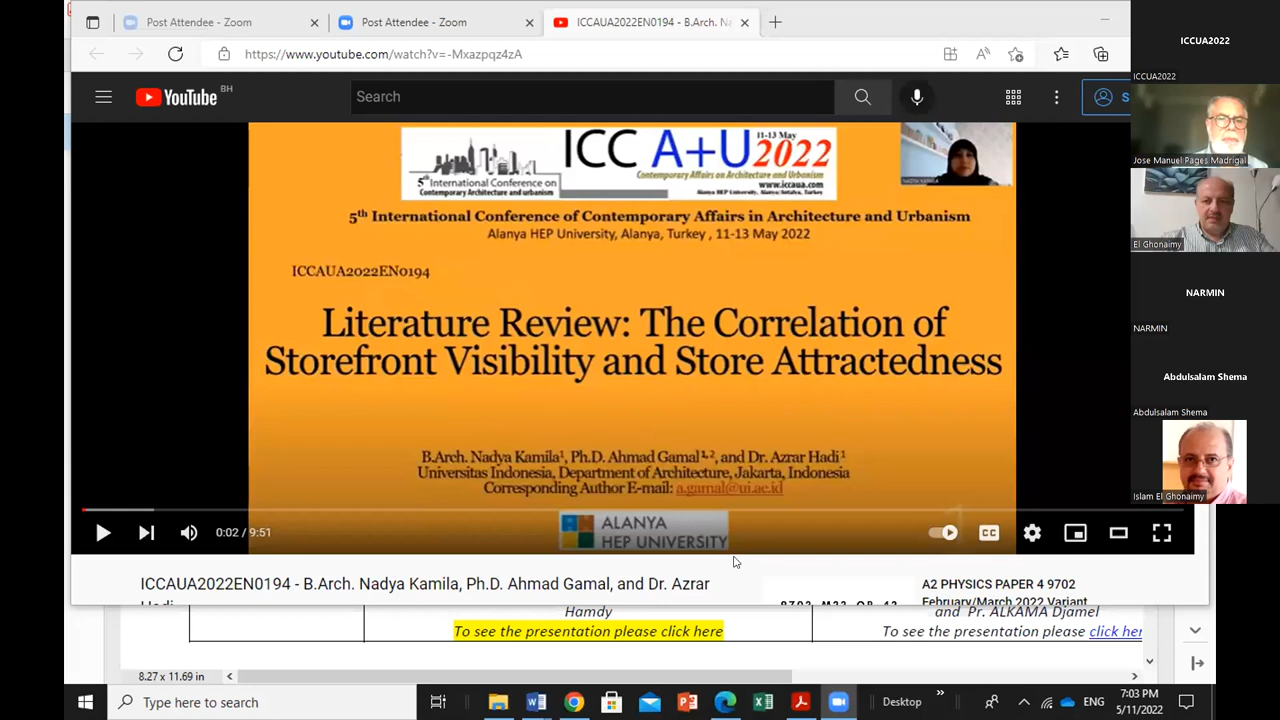 Post Attendee - Zoom
Post Attendee - Zoom
ICCAUA2022EN0194 - B.Arch. N
https://www.youtube.com/watch?v=-Mxazpqz4zA
YouTube BH
Search
S
5th International Conference on
Contemporary Architecture and urbanism
ICC A+U 2022
11-13 May
Contemporary Affairs on Architecture and Urbanism
www.iccaua.com
Alanya HEP University, Alanya/Antalya, Turkey
5th International Conference of Contemporary Affairs in Architecture and Urbanism
Alanya HEP University, Alanya, Turkey , 11-13 May 2022
ICCAUA2022EN0194
Literature Review: The Correlation of
Storefront Visibility and Store Attractedness
B.Arch. Nadya Kamila¹, Ph.D. Ahmad Gamal¹,², and Dr. Azrar Hadi¹
Universitas Indonesia, Department of Architecture, Jakarta, Indonesia
Corresponding Author E-mail: a.gamal@ui.ae.id
ALANYA
HEP UNIVERSITY
0:02 / 9:51
CC
ICCAUA2022EN0194 - B.Arch. Nadya Kamila, Ph.D. Ahmad Gamal, and Dr. Azrar
Hadi
A2 PHYSICS PAPER 4 9702
February/March 2022 Variant
Hamdy
To see the presentation please click here
and Pr. ALKAMA Djamel
To see the presentation please click her
8.27 x 11.69 in
Type here to search
Desktop
ENG
7:03 PM
5/11/2022
ICCUA2022
ICCUA2022
Jose Manuel Pages Madrigal
El Ghonaimy
NARMIN
NARMIN
Abdulsalam Shema
Abdulsalam Shema
Islam El Ghonaimy